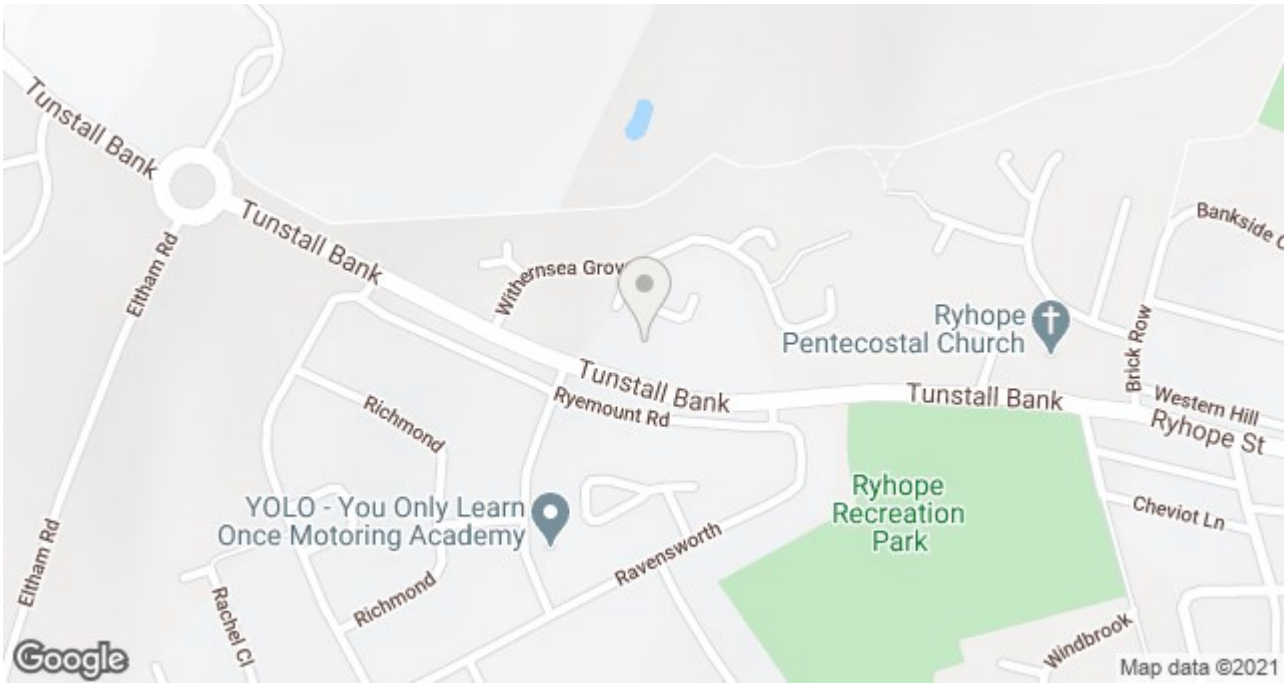 Tunstall Bank
Tunstall Bank
Eltham Rd
Withernsea Grov
Bankside C
Ryhope
Pentecostal Church
Brick Row
Tunstall Bank
Tunstall Bank
Western Hill
Ryhope St
Ryemount Rd
Richmond
YOLO - You Only Learn
Once Motoring Academy
Ryhope
Recreation
Park
Cheviot Ln
Ravensworth
Eltham Rd
Richmond
Rachel Cl
Windbrook
Google
Map data ©2021